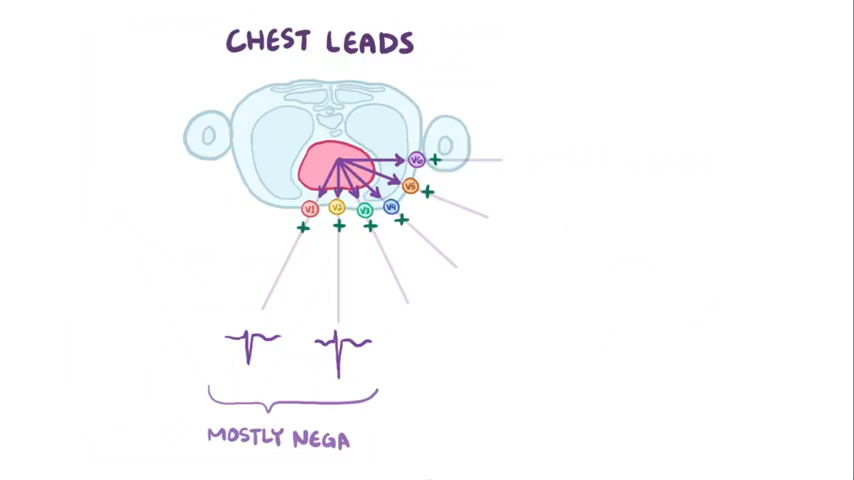 CHEST LEADS
V6
V5
V1 V2 V3 V4
MOSTLY NEGA